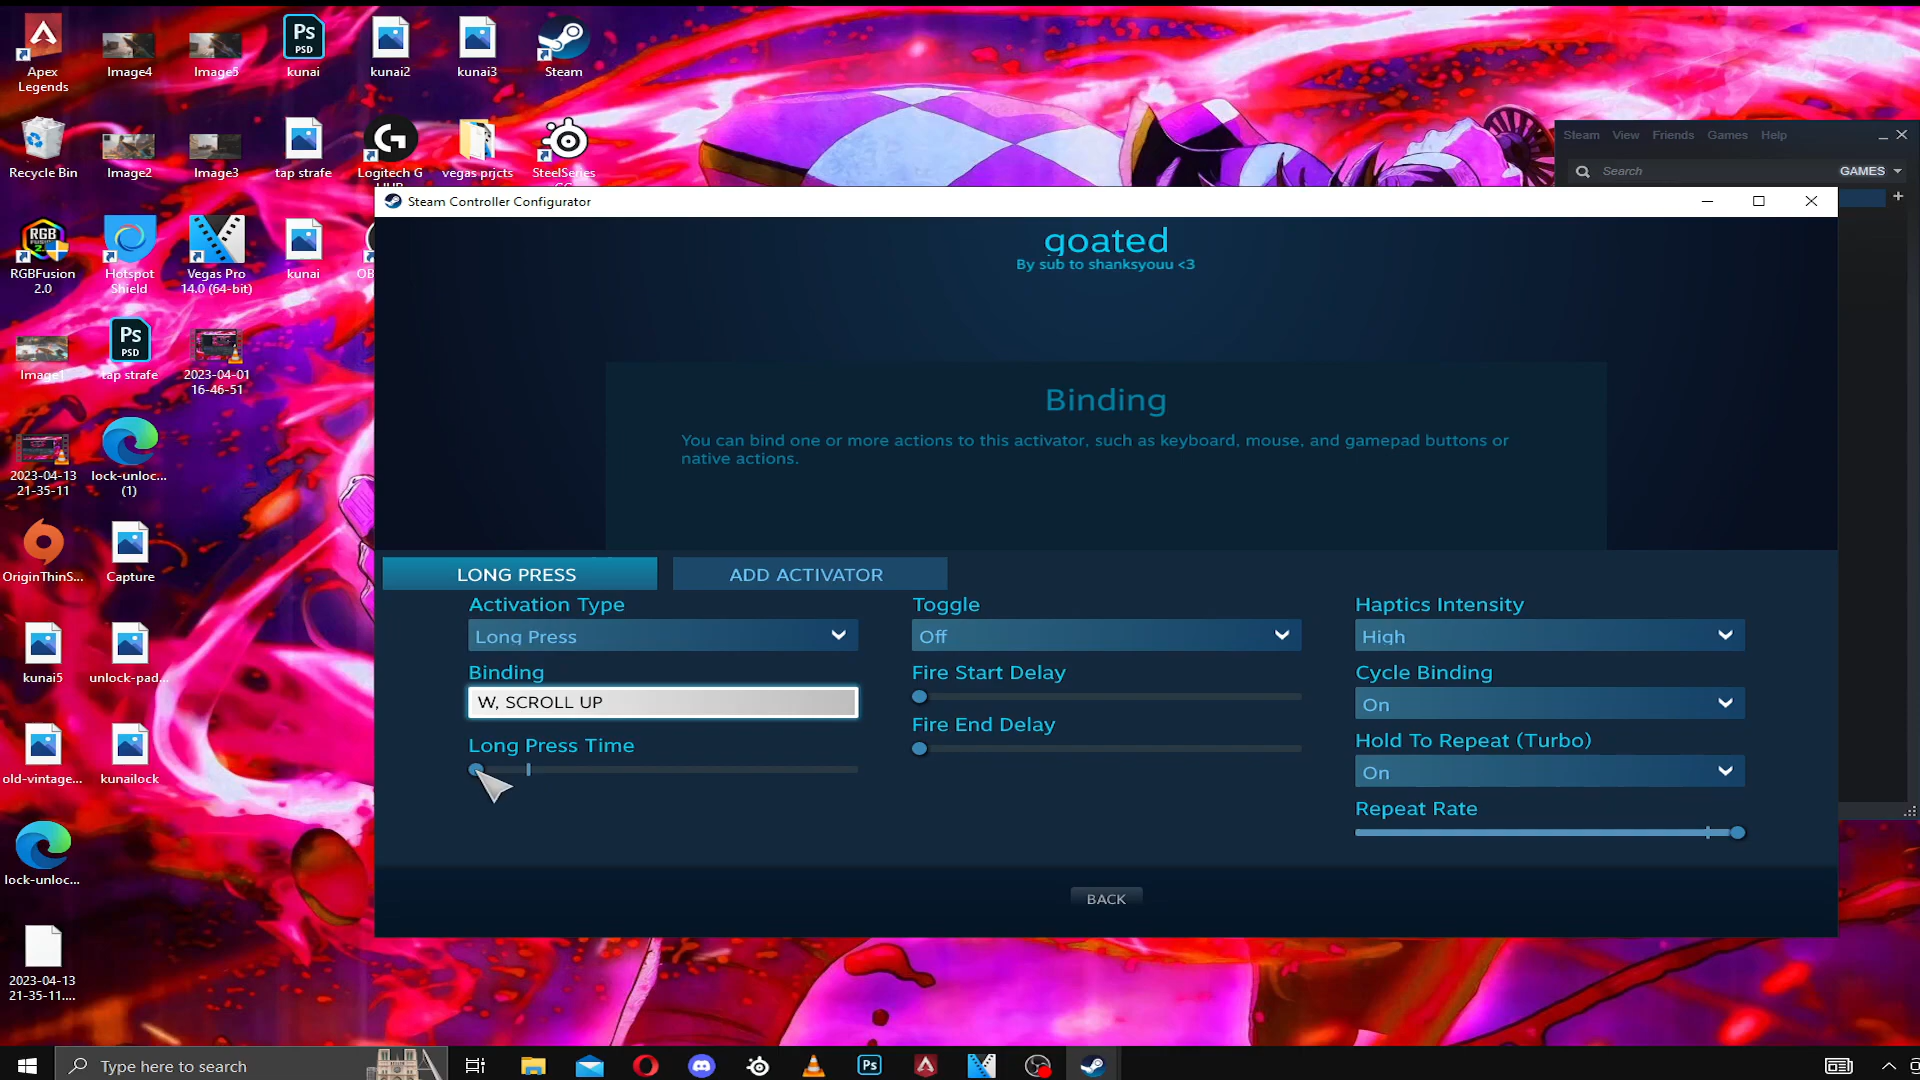 Apex
Legends
Image4
Image5
Ps
PSD
kunai
kunai2
kunai3
Steam
Recycle Bin
Image2
Image3
tap strafe
Logitech G
vegas prjcts
SteelSeries
RGB
RGBFusion
2.0
Hotspot
Shield
Vegas Pro
14.0 (64-bit)
kunai
Image1
Ps
PSD
tap strafe
2023-04-01
16-46-51
2023-04-13
21-35-11
lock-unloc...
(1)
OriginThinS...
Capture
kunai5
unlock-pad...
old-vintage...
kunailock
lock-unloc...
2023-04-13
21-35-11....
Steam View Friends Games Help
Search
GAMES
Steam Controller Configurator
goated
By sub to shanksyouu <3
Binding
You can bind one or more actions to this activator, such as keyboard, mouse, and gamepad buttons or
native actions.
LONG PRESS
ADD ACTIVATOR
Activation Type
Long Press
Binding
W, SCROLL UP
Long Press Time
Toggle
Off
Fire Start Delay
Fire End Delay
Haptics Intensity
High
Cycle Binding
On
Hold To Repeat (Turbo)
On
Repeat Rate
BACK
Type here to search
Ps